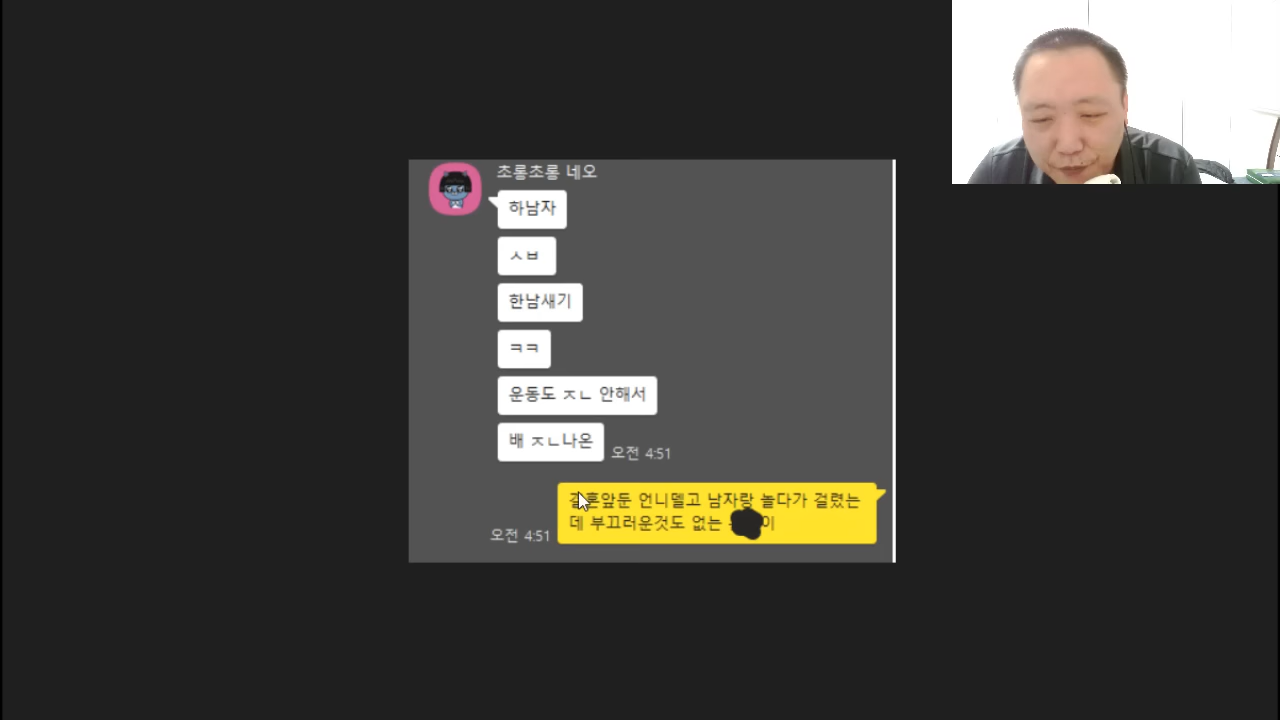 초롱초롱 네오
하남자
ㅅㅂ
한남새기
ㅋㅋ
운동도 ㅈㄴ 안해서
배 ㅈㄴ나온
오전 4:51
결혼앞둔 언니델고 남자랑 놀다가 걸렸는
데 부끄러운것도 없는
오전 4:51